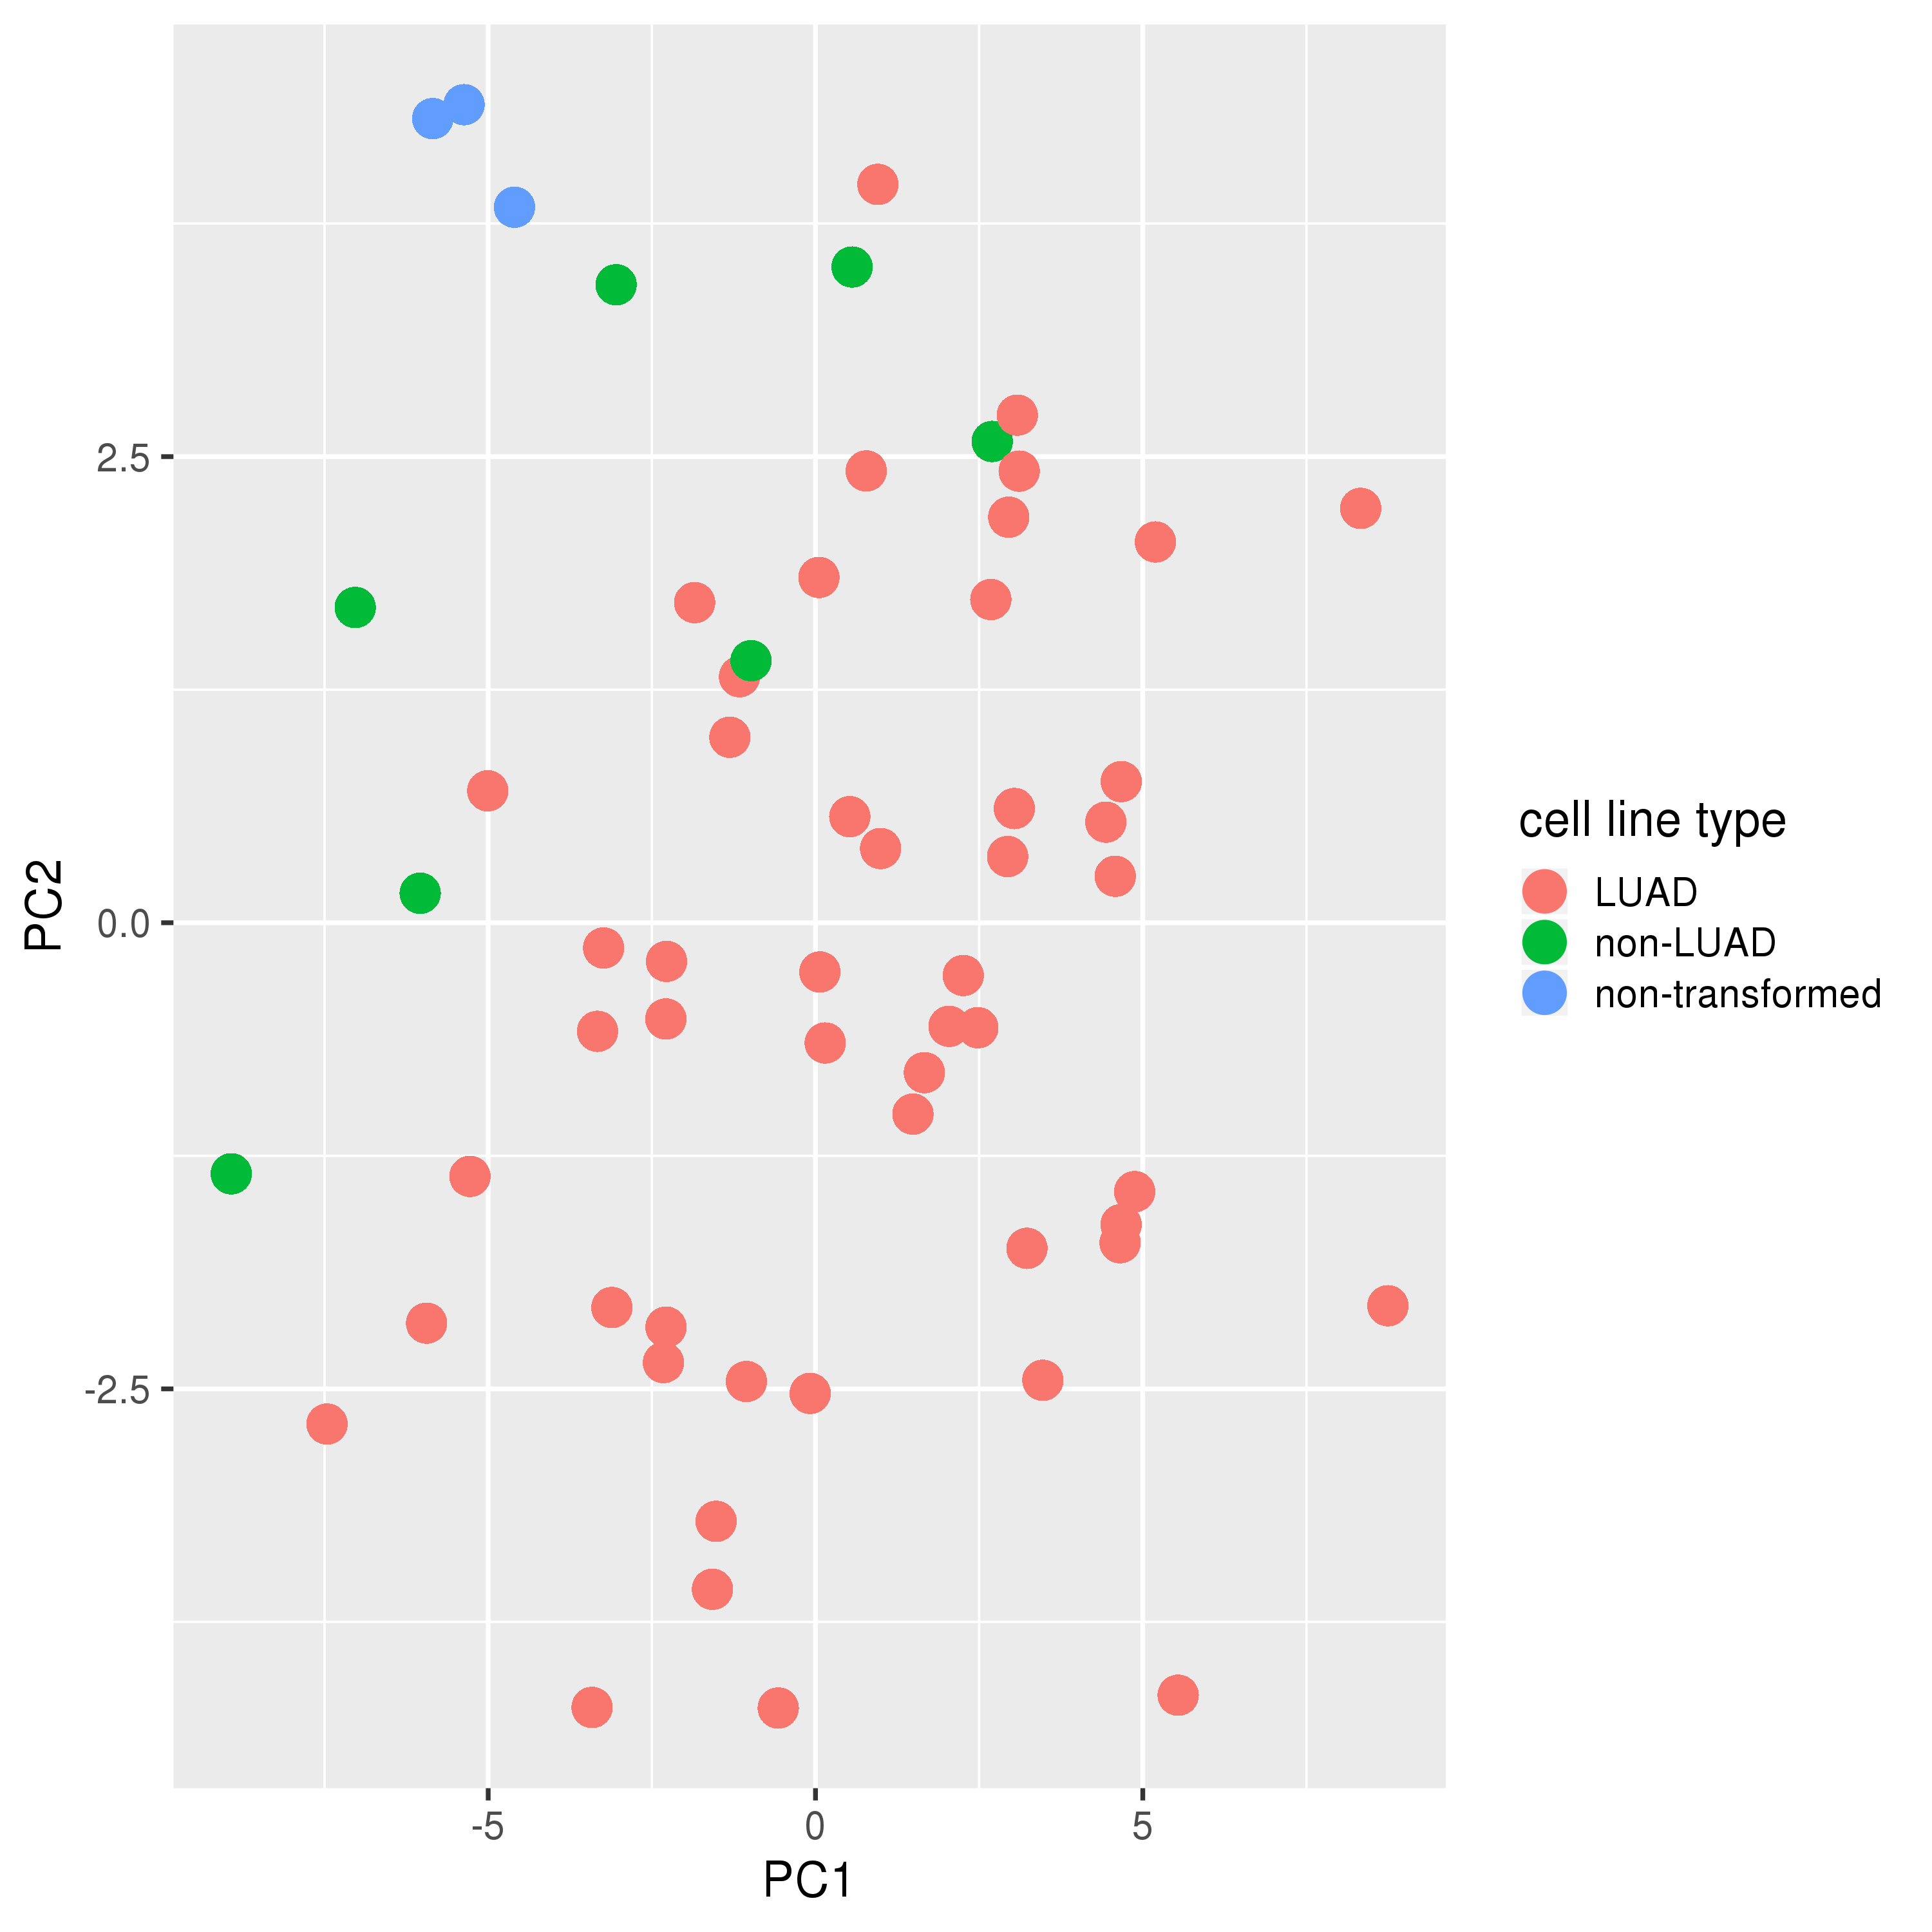 PC2
2.5
0.0
-2.5
-5
0
5
PC1
cell line type
LUAD
non-LUAD
non-transformed